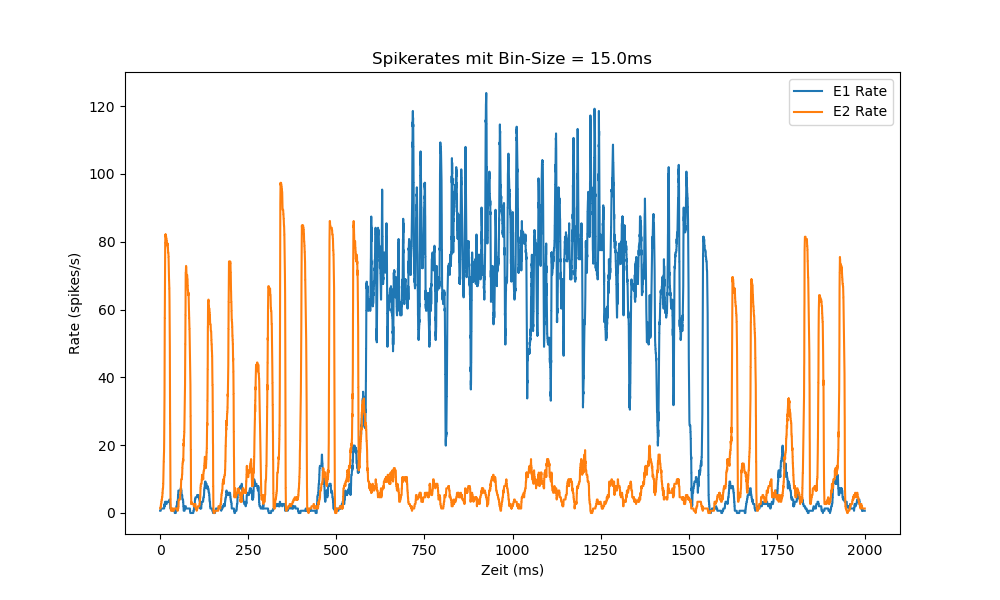 Spikerates mit Bin-Size = 15.0ms
E1 Rate
E2 Rate
120
100
80
60
40
20
0
Rate (spikes/s)
0 250 500 750 1000 1250 1500 1750 2000
Zeit (ms)